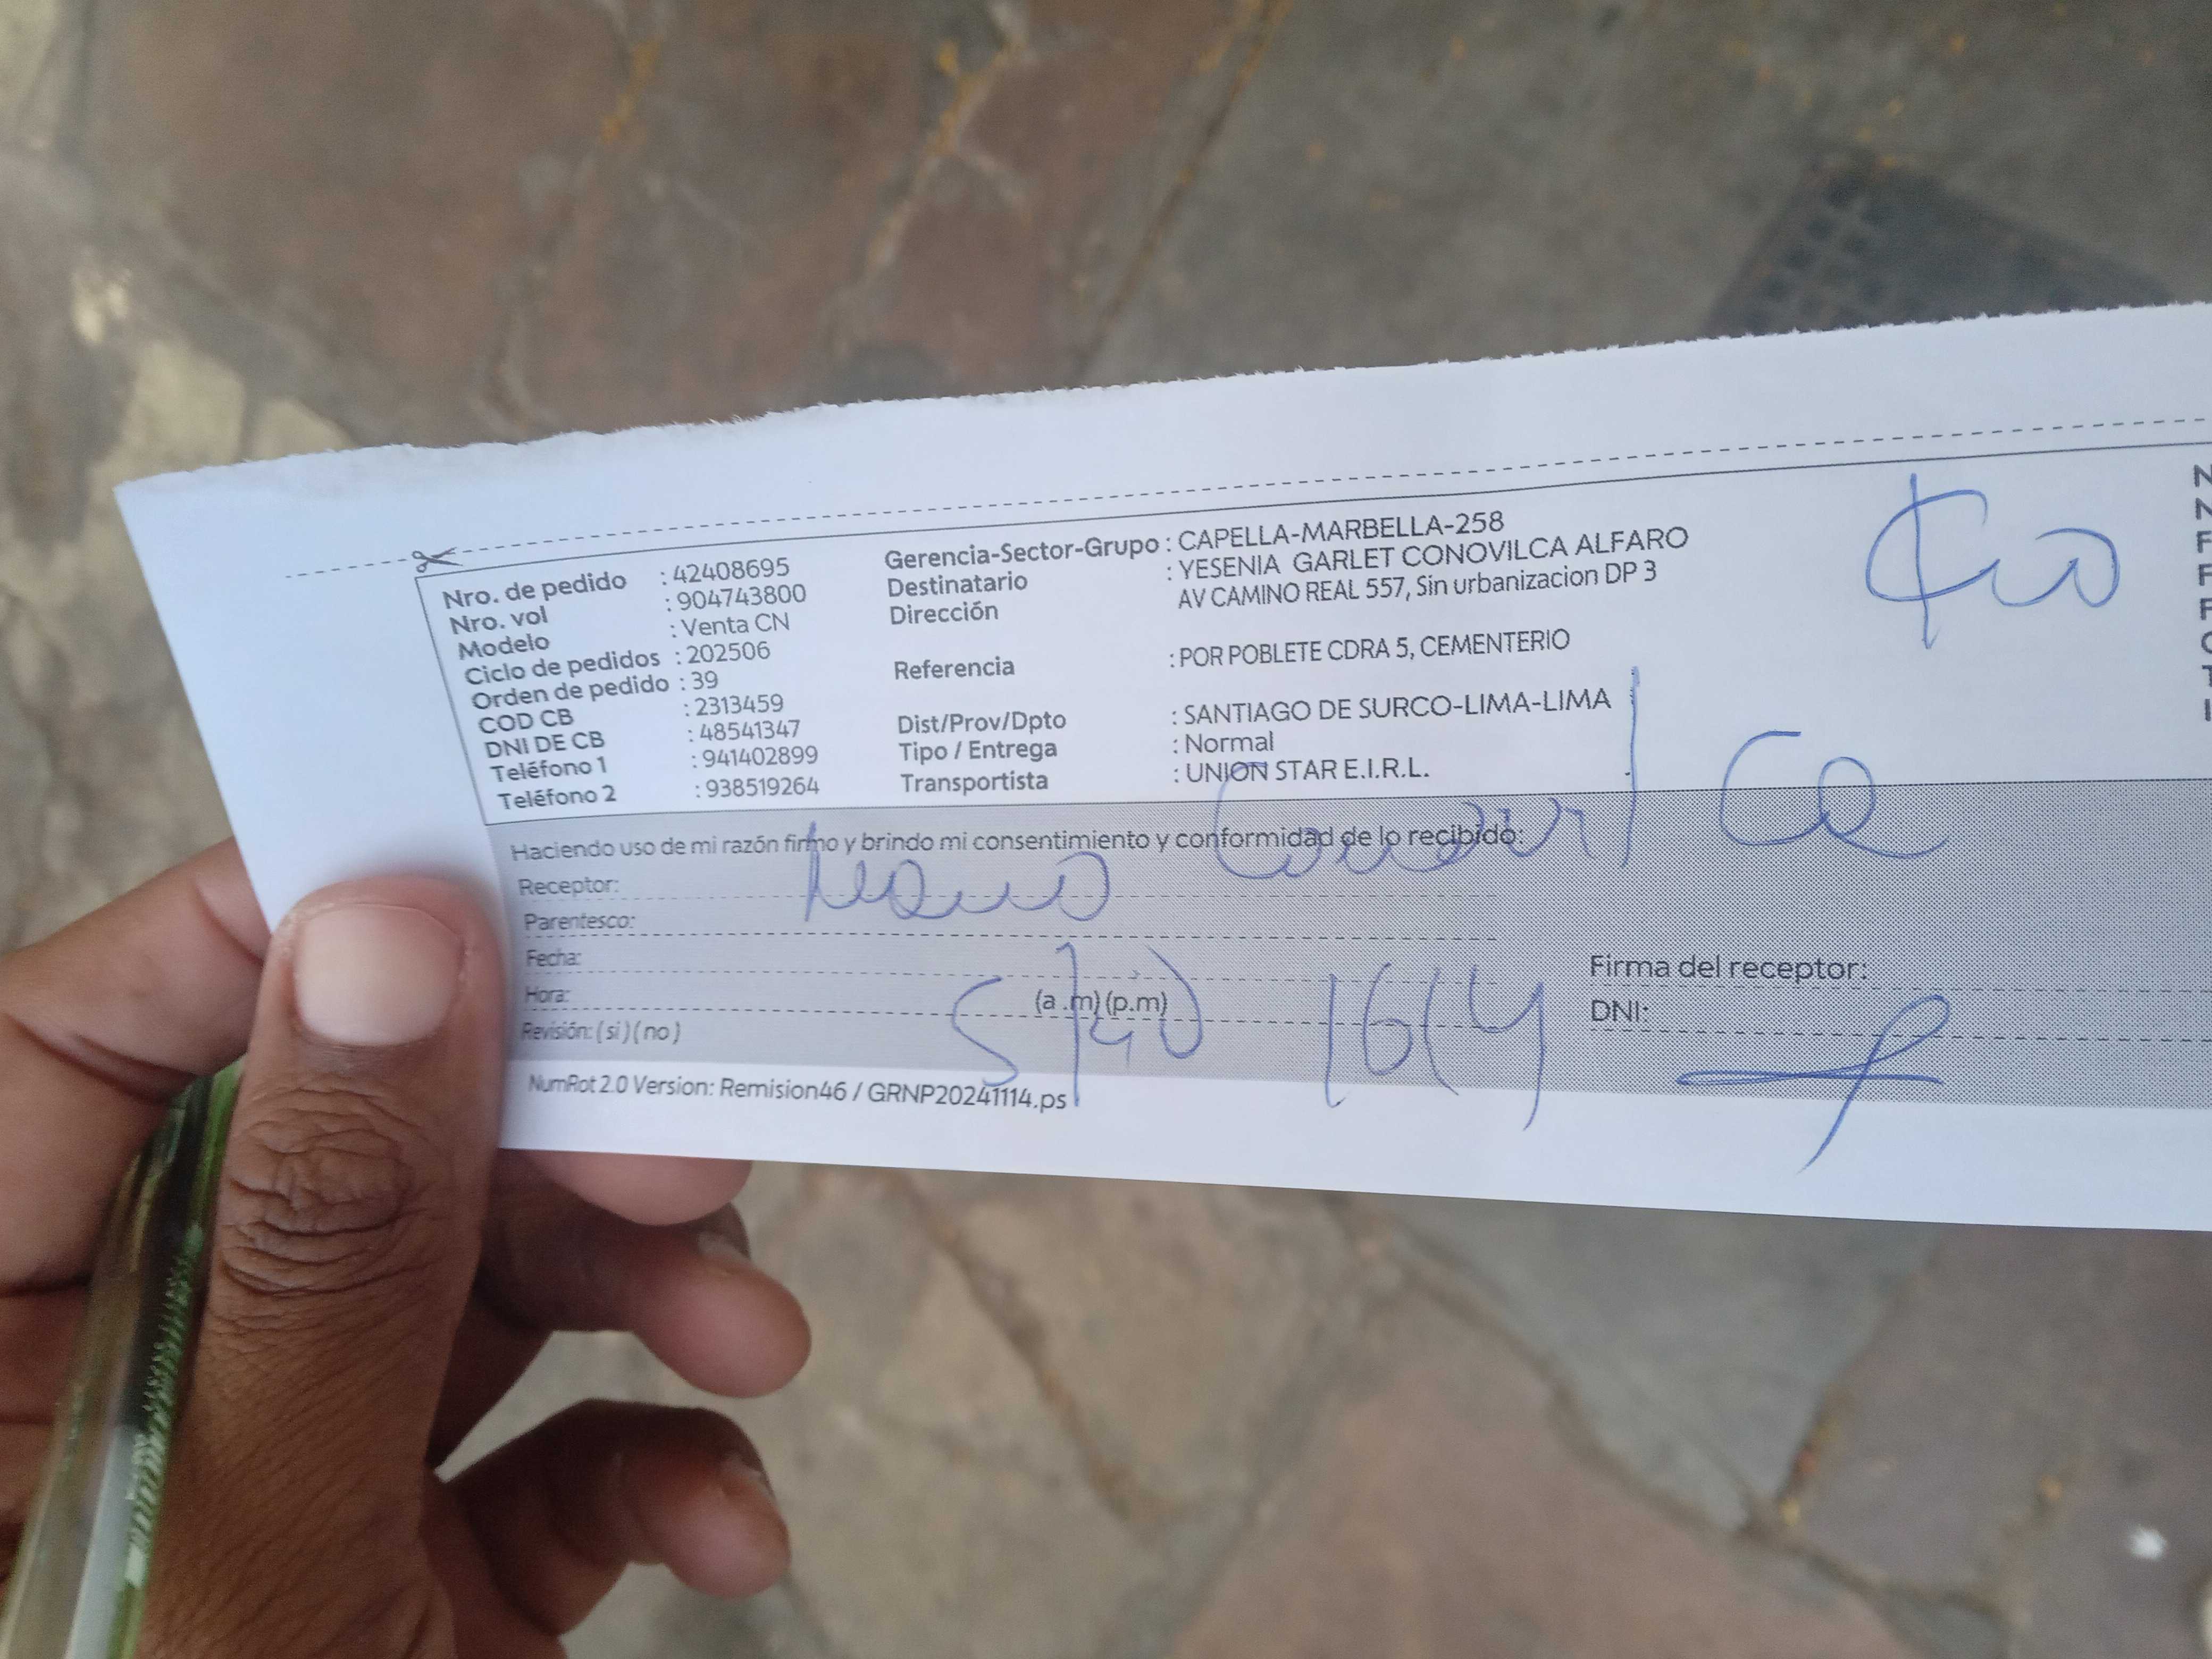 Nro. de pedido : 42408695
Nro. vol : 904743800
Modelo : Venta CN
Ciclo de pedidos : 202506
Orden de pedido : 39
COD CB : 2313459
DNI DE CB : 48541347
Teléfono 1 : 941402899
Teléfono 2 : 938519264
Gerencia-Sector-Grupo : CAPELLA-MARBELLA-258
Destinatario : YESENIA GARLET CONOVILCA ALFARO
Dirección AV CAMINO REAL 557, Sin urbanizacion DP 3
Referencia : POR POBLETE CDRA 5, CEMENTERIO
Dist/Prov/Dpto : SANTIAGO DE SURCO-LIMA-LIMA
Tipo / Entrega : Normal
Transportista : UNION STAR E.I.R.L.
Haciendo uso de mi razón firmo y brindo mi consentimiento y conformidad de lo recibido:
Receptor:
Parentesco:
Fecha:
Hora: (a .m) (p.m)
Revisión: ( si ) ( no )
Firma del receptor:
DNI:
NumRot 2.0 Version: Remision46 / GRNP20241114.ps